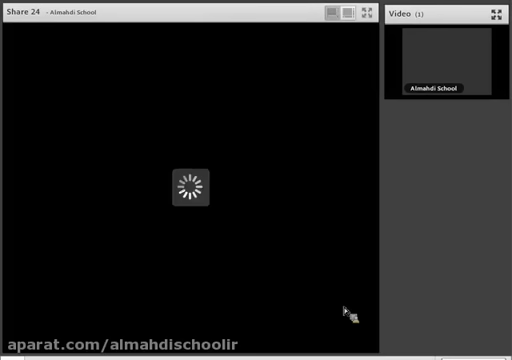 Share 24 - Almahdi School
Video (1)
Almahdi School
aparat.com/almahdischoolir